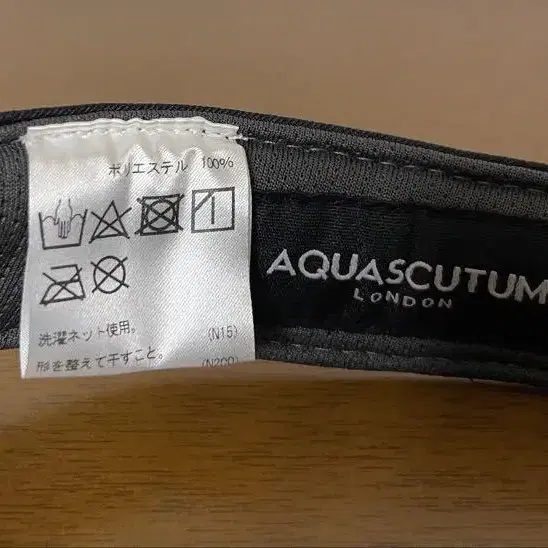 ポリエステル 100%
洗濯ネット使用。 (N15)
形を整えて干すこと。 (N200)
AQUASCUTUM
LONDON